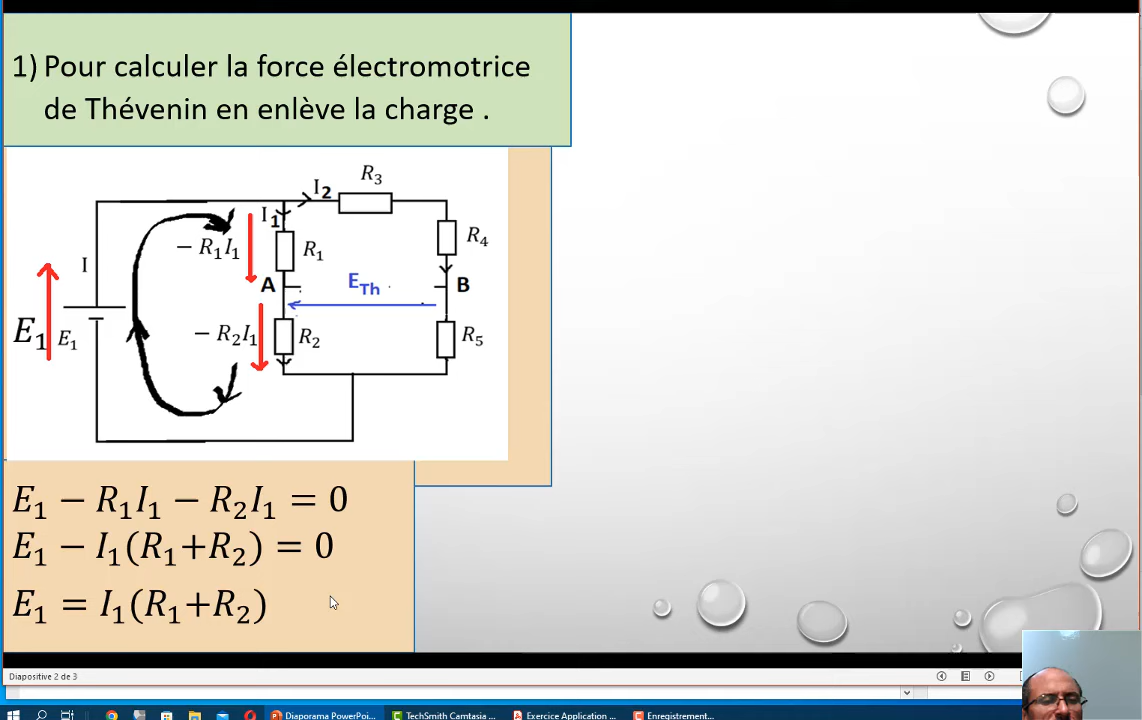 1) Pour calculer la force électromotrice
de Thévenin en enlève la charge .
R₃
I₂
I₁
R₄
− R₁I₁
R₁
I
A
E_Th
B
E₁
E₁
− R₂I₁
R₂
R₅
E₁ − R₁I₁ − R₂I₁ = 0
E₁ − I₁(R₁+R₂) = 0
E₁ = I₁(R₁+R₂)
Diapositive 2 de 3
Diaporama PowerPoi...
TechSmith Camtasia ...
Exercice Application ...
Enregistrement...